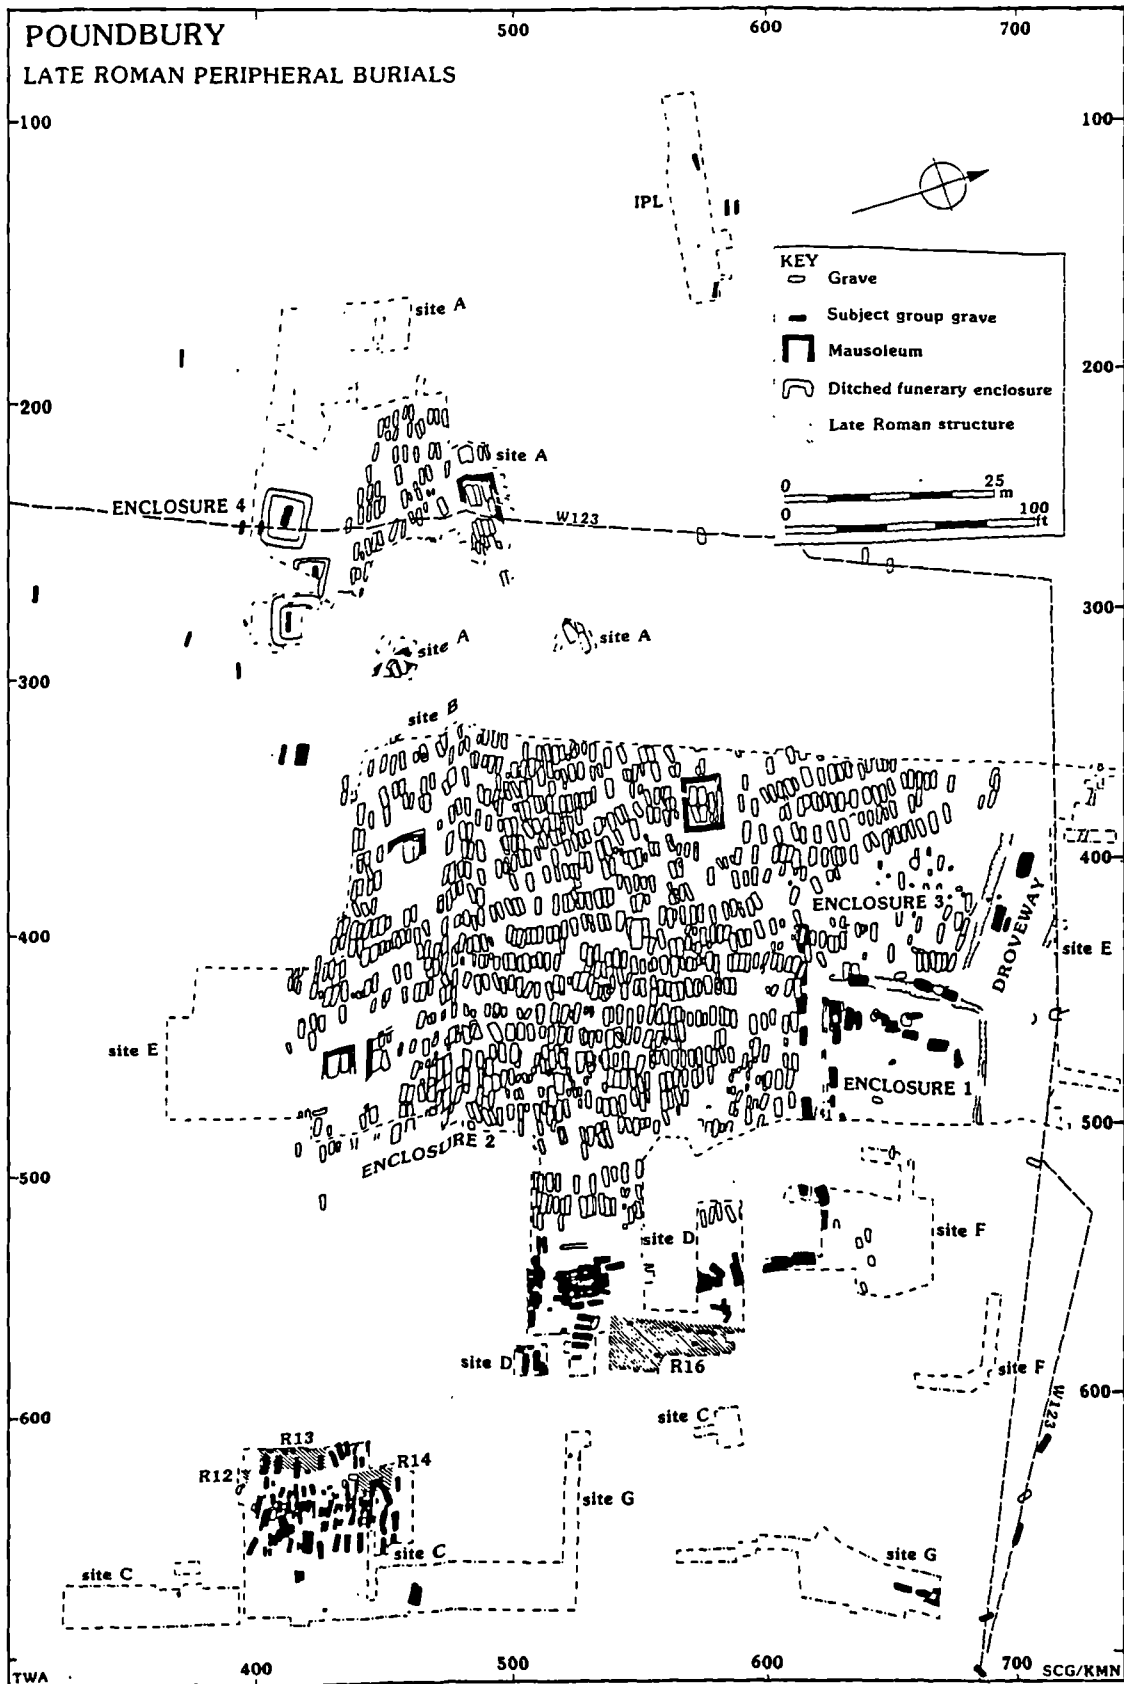 POUNDBURY
LATE ROMAN PERIPHERAL BURIALS
400 500 600 700
100 100
IPL
KEY
Grave
Subject group grave
Mausoleum
Ditched funerary enclosure
Late Roman structure
0 25
m
0 100
ft
site A
200 200
site A
ENCLOSURE 4
W123
300
site A
site A
300
site B
400
ENCLOSURE 3
DROVEWAY
400
site E
site E
ENCLOSURE 1
ENCLOSURE 2
500
500
site D
site F
site D
R16
site F
600
site C
W123
600
R13
R12
R14
site G
site C
site C
site G
TWA
400 500 600 700
SCG/KMN